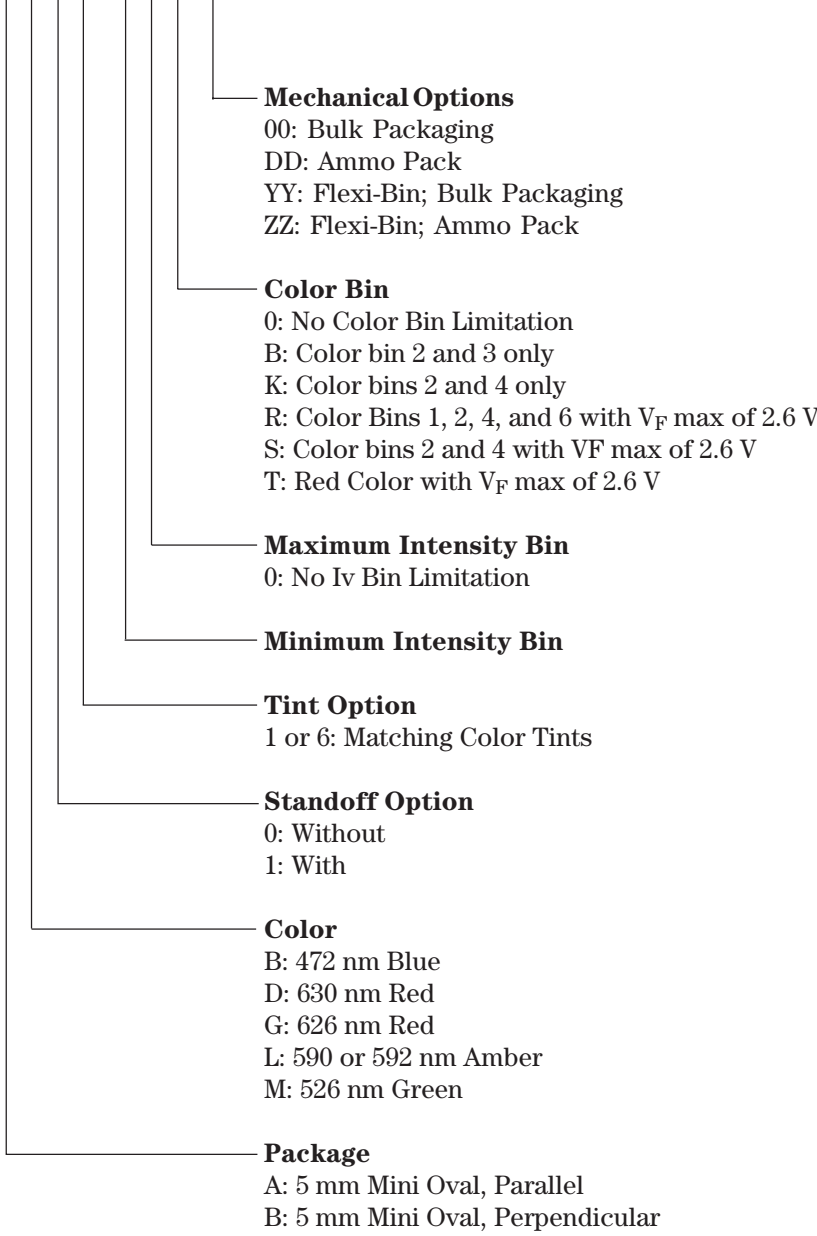 Mechanical Options
00: Bulk Packaging
DD: Ammo Pack
YY: Flexi-Bin; Bulk Packaging
ZZ: Flexi-Bin; Ammo Pack
Color Bin
0: No Color Bin Limitation
B: Color bin 2 and 3 only
K: Color bins 2 and 4 only
R: Color Bins 1, 2, 4, and 6 with VF max of 2.6 V
S: Color bins 2 and 4 with VF max of 2.6 V
T: Red Color with VF max of 2.6 V
Maximum Intensity Bin
0: No Iv Bin Limitation
Minimum Intensity Bin
Tint Option
1 or 6: Matching Color Tints
Standoff Option
0: Without
1: With
Color
B: 472 nm Blue
D: 630 nm Red
G: 626 nm Red
L: 590 or 592 nm Amber
M: 526 nm Green
Package
A: 5 mm Mini Oval, Parallel
B: 5 mm Mini Oval, Perpendicular